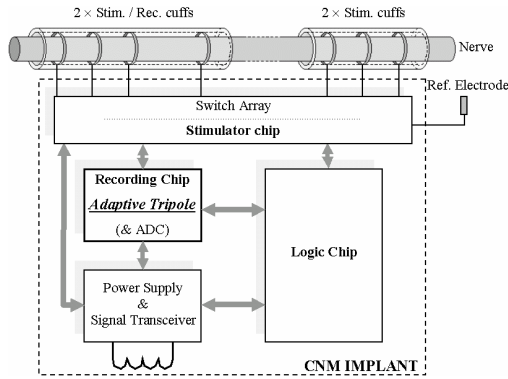 2 × Stim. / Rec. cuffs
2 × Stim. cuffs
Nerve
Ref. Electrode
Switch Array
Stimulator chip
Recording Chip
Adaptive Tripole
(& ADC)
Logic Chip
Power Supply
&
Signal Transceiver
CNM IMPLANT